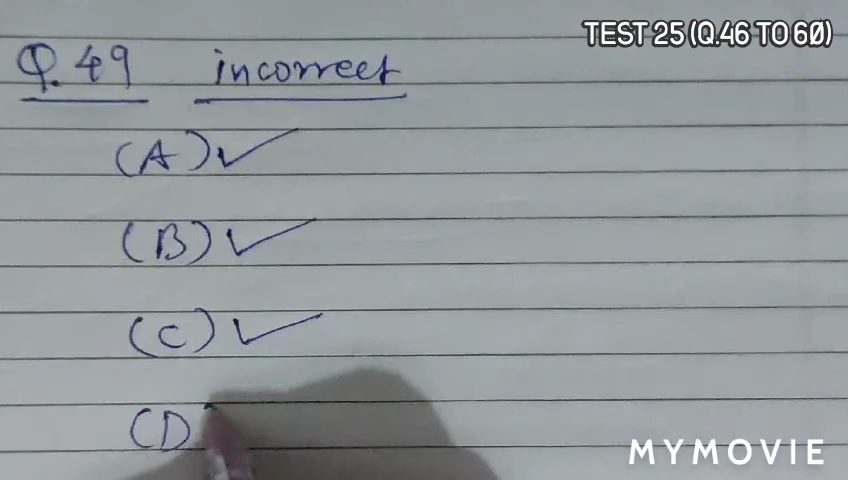 TEST 25 (Q.46 TO 60)
Q.49 incorrect
(A) ✓
(B) ✓
(C) ✓
(D
MYMOVIE